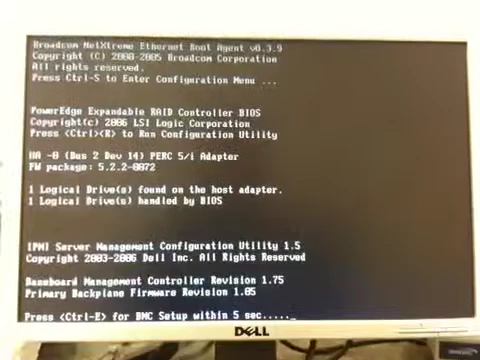 Broadcom NetXtreme Ethernet Boot Agent v8.3.9
Copyright (C) 2000-2005 Broadcom Corporation
All rights reserved.
Press Ctrl-S to Enter Configuration Menu ...
PowerEdge Expandable RAID Controller BIOS
Copyright(c) 2006 LSI Logic Corporation
Press <Ctrl><R> to Run Configuration Utility
HA -0 (Bus 2 Dev 14) PERC 5/i Adapter
FW package: 5.2.2-0072
1 Logical Drive(s) found on the host adapter.
1 Logical Drive(s) handled by BIOS
IPMI Server Management Configuration Utility 1.5
Copyright 2003-2006 Dell Inc. All Rights Reserved
Baseboard Management Controller Revision 1.75
Primary Backplane Firmware Revision 1.05
Press <Ctrl-E> for BMC Setup within 5 sec....._
DELL